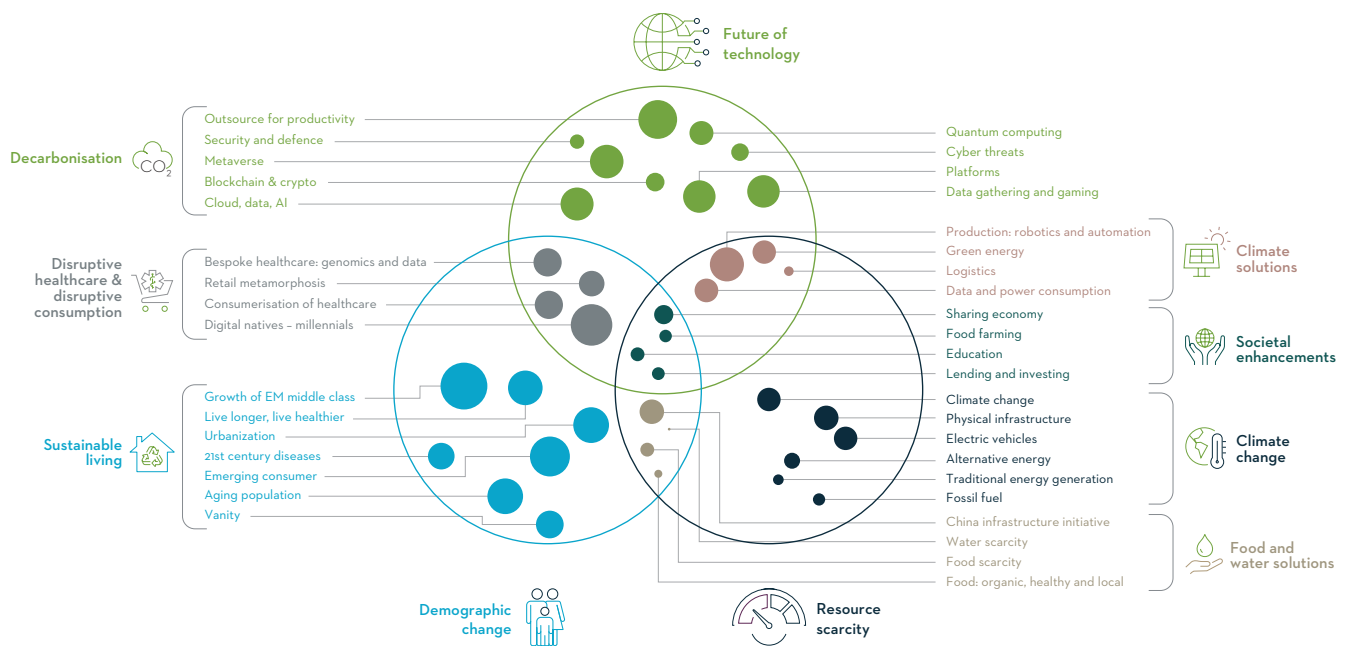 Future of
technology
Decarbonisation
CO2
Outsource for productivity
Security and defence
Metaverse
Blockchain & crypto
Cloud, data, AI
Quantum computing
Cyber threats
Platforms
Data gathering and gaming
Disruptive
healthcare &
disruptive
consumption
Bespoke healthcare: genomics and data
Retail metamorphosis
Consumerisation of healthcare
Digital natives – millennials
Production: robotics and automation
Green energy
Logistics
Data and power consumption
Climate
solutions
Sharing economy
Food farming
Education
Lending and investing
Societal
enhancements
Sustainable
living
Growth of EM middle class
Live longer, live healthier
Urbanization
21st century diseases
Emerging consumer
Aging population
Vanity
Climate change
Physical infrastructure
Electric vehicles
Alternative energy
Traditional energy generation
Fossil fuel
Climate
change
China infrastructure initiative
Water scarcity
Food scarcity
Food: organic, healthy and local
Food and
water solutions
Demographic
change
Resource
scarcity